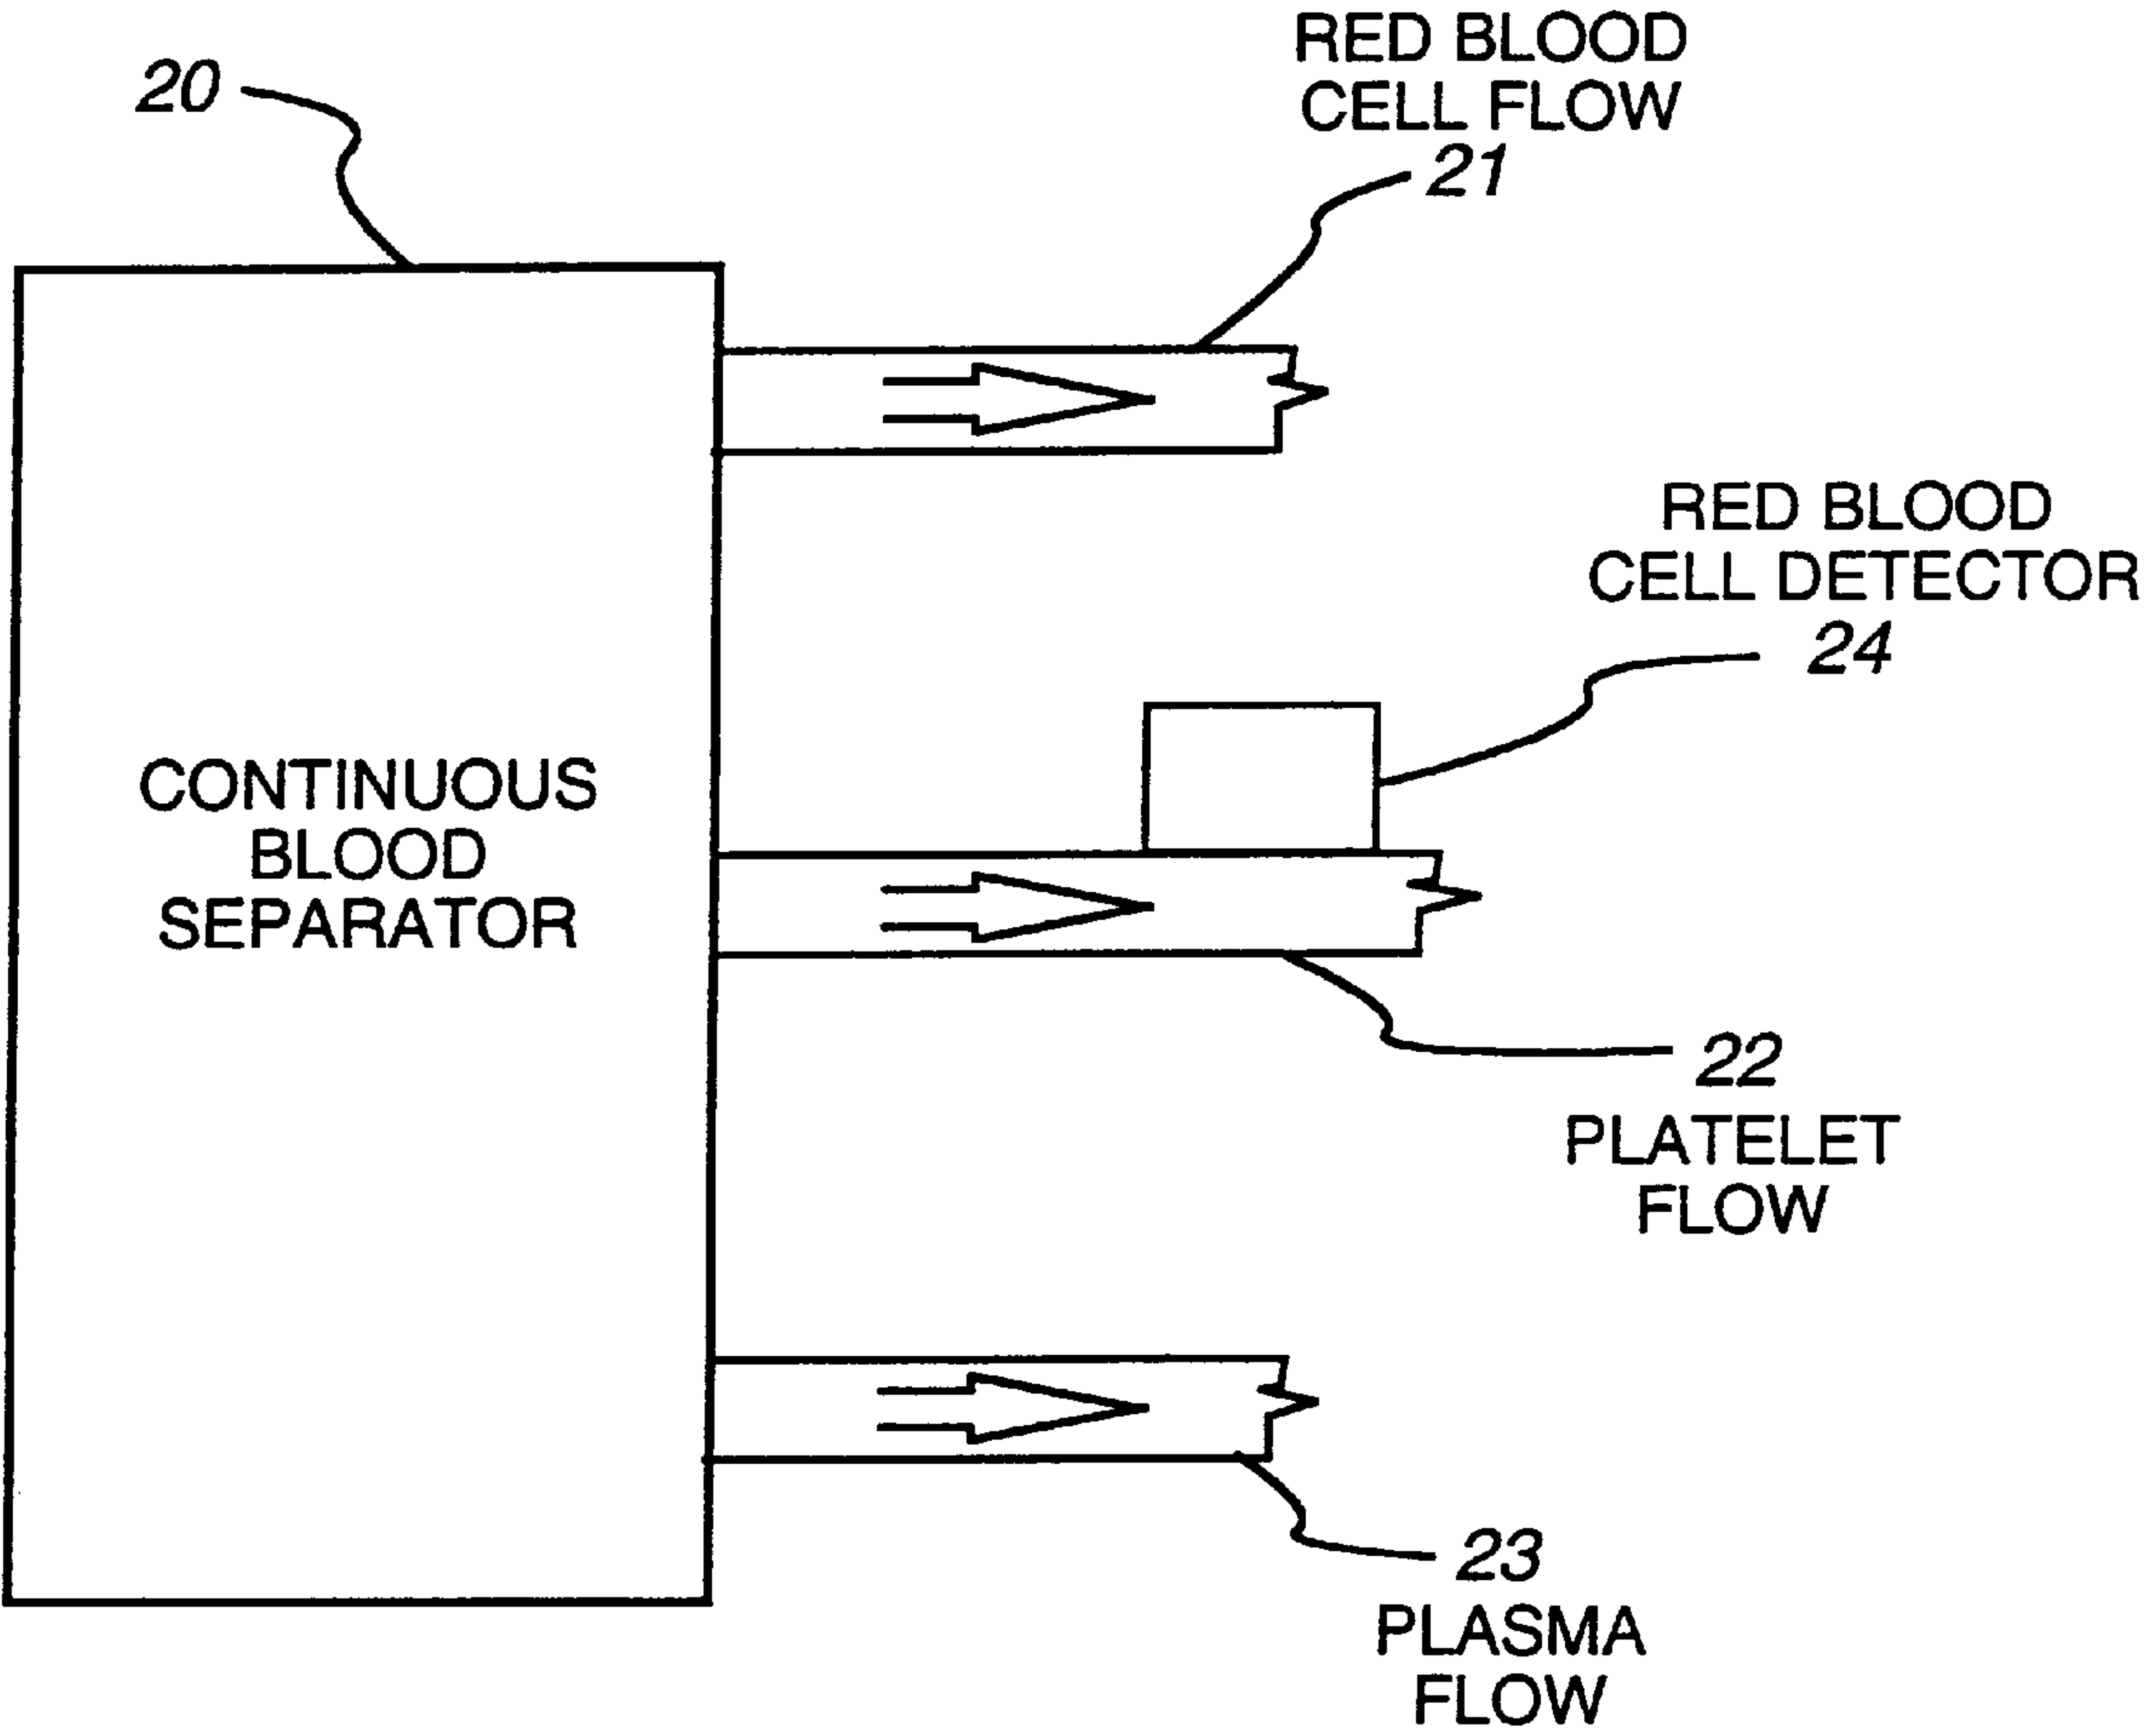 20
RED BLOOD
CELL FLOW
21
RED BLOOD
CELL DETECTOR
24
CONTINUOUS
BLOOD
SEPARATOR
22
PLATELET
FLOW
23
PLASMA
FLOW